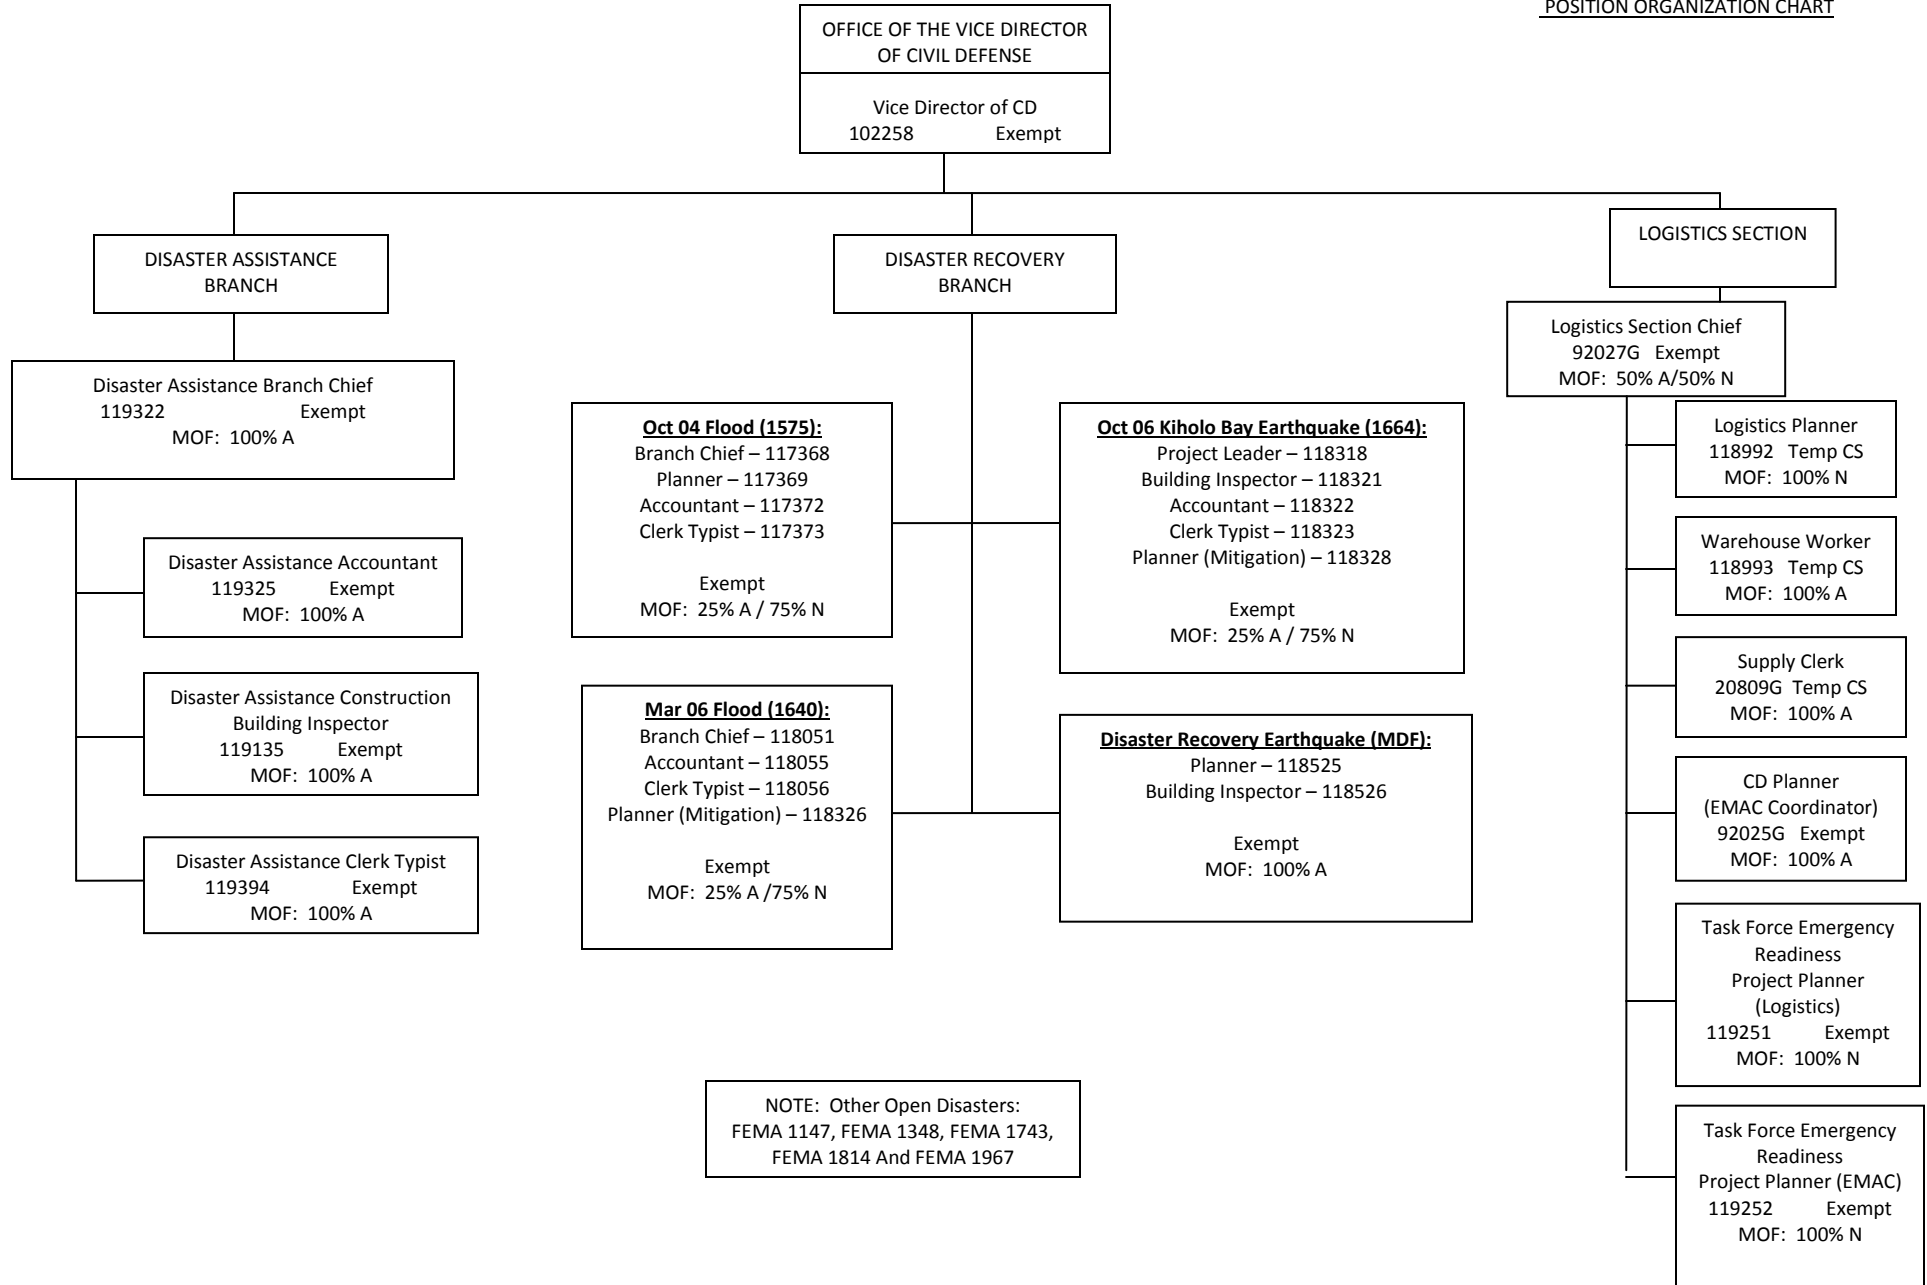 POSITION ORGANIZATION CHART
OFFICE OF THE VICE DIRECTOR
OF CIVIL DEFENSE
Vice Director of CD
102258 Exempt
DISASTER ASSISTANCE
BRANCH
Disaster Assistance Branch Chief
119322 Exempt
MOF: 100% A
Disaster Assistance Accountant
119325 Exempt
MOF: 100% A
Disaster Assistance Construction
Building Inspector
119135 Exempt
MOF: 100% A
Disaster Assistance Clerk Typist
119394 Exempt
MOF: 100% A
DISASTER RECOVERY
BRANCH
Oct 04 Flood (1575):
Branch Chief – 117368
Planner – 117369
Accountant – 117372
Clerk Typist – 117373
Exempt
MOF: 25% A / 75% N
Oct 06 Kiholo Bay Earthquake (1664):
Project Leader – 118318
Building Inspector – 118321
Accountant – 118322
Clerk Typist – 118323
Planner (Mitigation) – 118328
Exempt
MOF: 25% A / 75% N
Mar 06 Flood (1640):
Branch Chief – 118051
Accountant – 118055
Clerk Typist – 118056
Planner (Mitigation) – 118326
Exempt
MOF: 25% A /75% N
Disaster Recovery Earthquake (MDF):
Planner – 118525
Building Inspector – 118526
Exempt
MOF: 100% A
LOGISTICS SECTION
Logistics Section Chief
92027G Exempt
MOF: 50% A/50% N
Logistics Planner
118992 Temp CS
MOF: 100% N
Warehouse Worker
118993 Temp CS
MOF: 100% A
Supply Clerk
20809G Temp CS
MOF: 100% A
CD Planner
(EMAC Coordinator)
92025G Exempt
MOF: 100% A
Task Force Emergency
Readiness
Project Planner
(Logistics)
119251 Exempt
MOF: 100% N
Task Force Emergency
Readiness
Project Planner (EMAC)
119252 Exempt
MOF: 100% N
NOTE: Other Open Disasters:
FEMA 1147, FEMA 1348, FEMA 1743,
FEMA 1814 And FEMA 1967